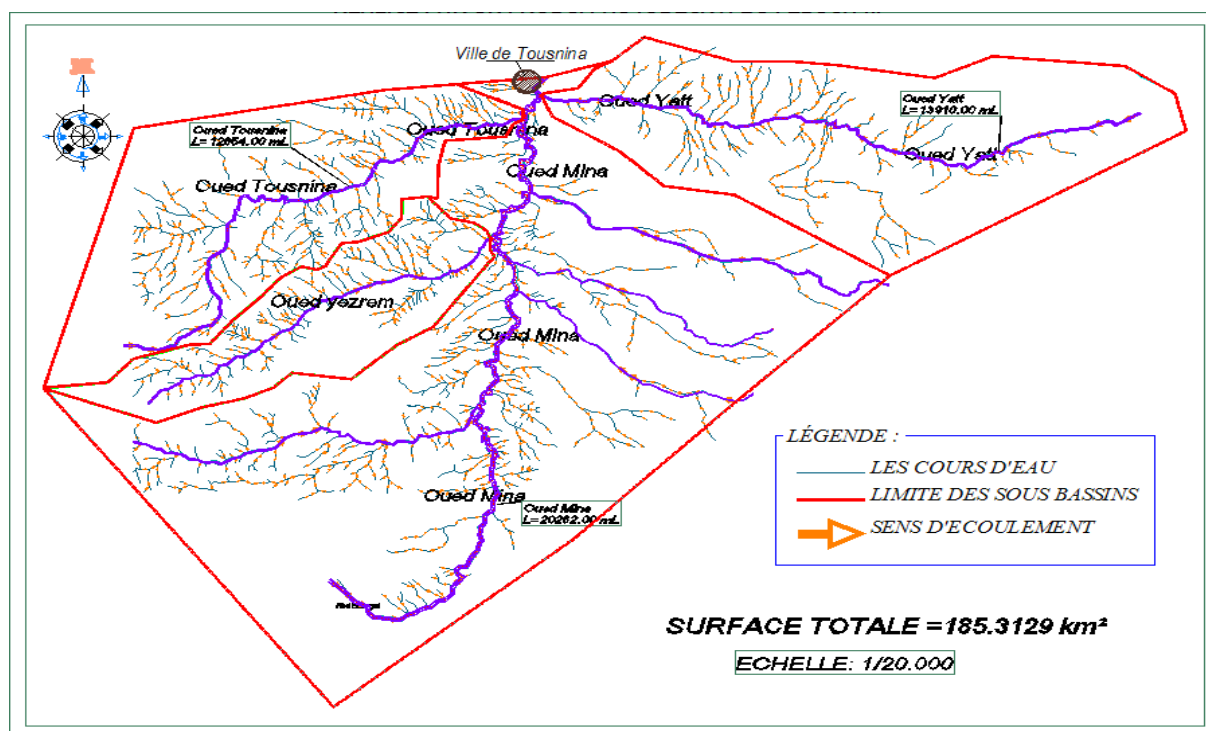 Ville de Tousnina
Oued Yatt
Oued Yatt
L= 13910.00 mL
Oued Tousnina
L= 12654.00 mL
Oued Tousnina
Oued Yatt
Oued Mina
Oued Tousnina
Oued yezrem
Oued Mina
Oued Mina
Oued Mina
L=20262.00 mL
LÉGENDE :
LES COURS D'EAU
LIMITE DES SOUS BASSINS
SENS D'ECOULEMENT
SURFACE TOTALE =185.3129 km²
ECHELLE: 1/20.000